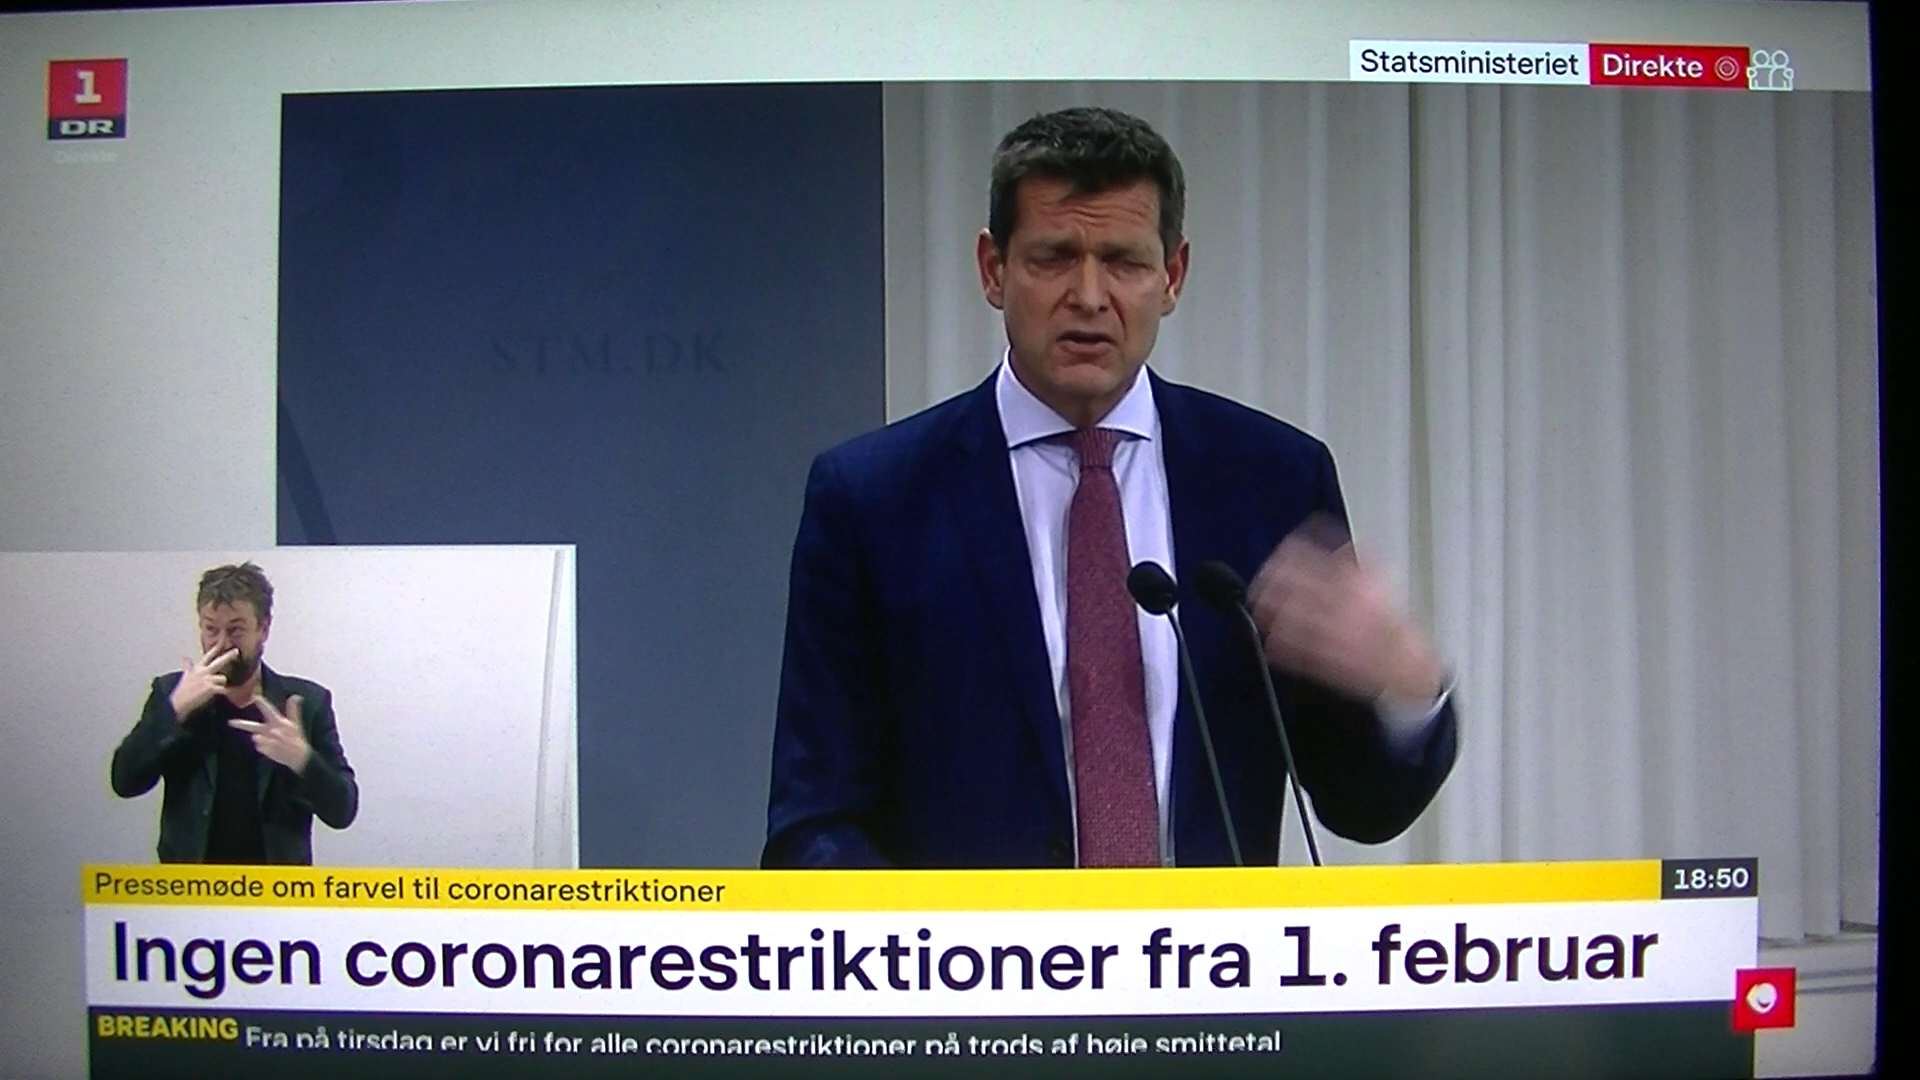 Statsministeriet Direkte
1
DR
Direkte
STM.DK
Pressemøde om farvel til coronarestriktioner 18:50
Ingen coronarestriktioner fra 1. februar
BREAKING Fra på tirsdag er vi fri for alle coronarestriktioner på trods af høje smittetal